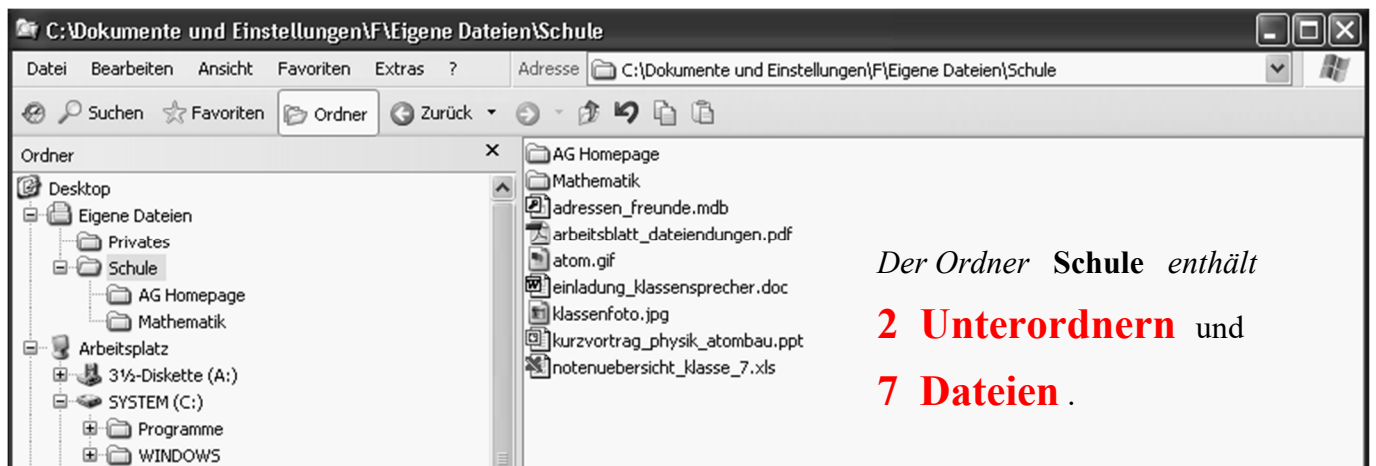 C:\Dokumente und Einstellungen\F\Eigene Dateien\Schule
Datei Bearbeiten Ansicht Favoriten Extras ? Adresse C:\Dokumente und Einstellungen\F\Eigene Dateien\Schule
Suchen Favoriten Ordner Zurück
Ordner
Desktop
Eigene Dateien
Privates
Schule
AG Homepage
Mathematik
Arbeitsplatz
3½-Diskette (A:)
SYSTEM (C:)
Programme
WINDOWS
AG Homepage
Mathematik
adressen_freunde.mdb
arbeitsblatt_dateiendungen.pdf
atom.gif
einladung_klassensprecher.doc
klassenfoto.jpg
kurzvortrag_physik_atombau.ppt
notenuebersicht_klasse_7.xls
Der Ordner Schule enthält
2 Unterordnern und
7 Dateien .